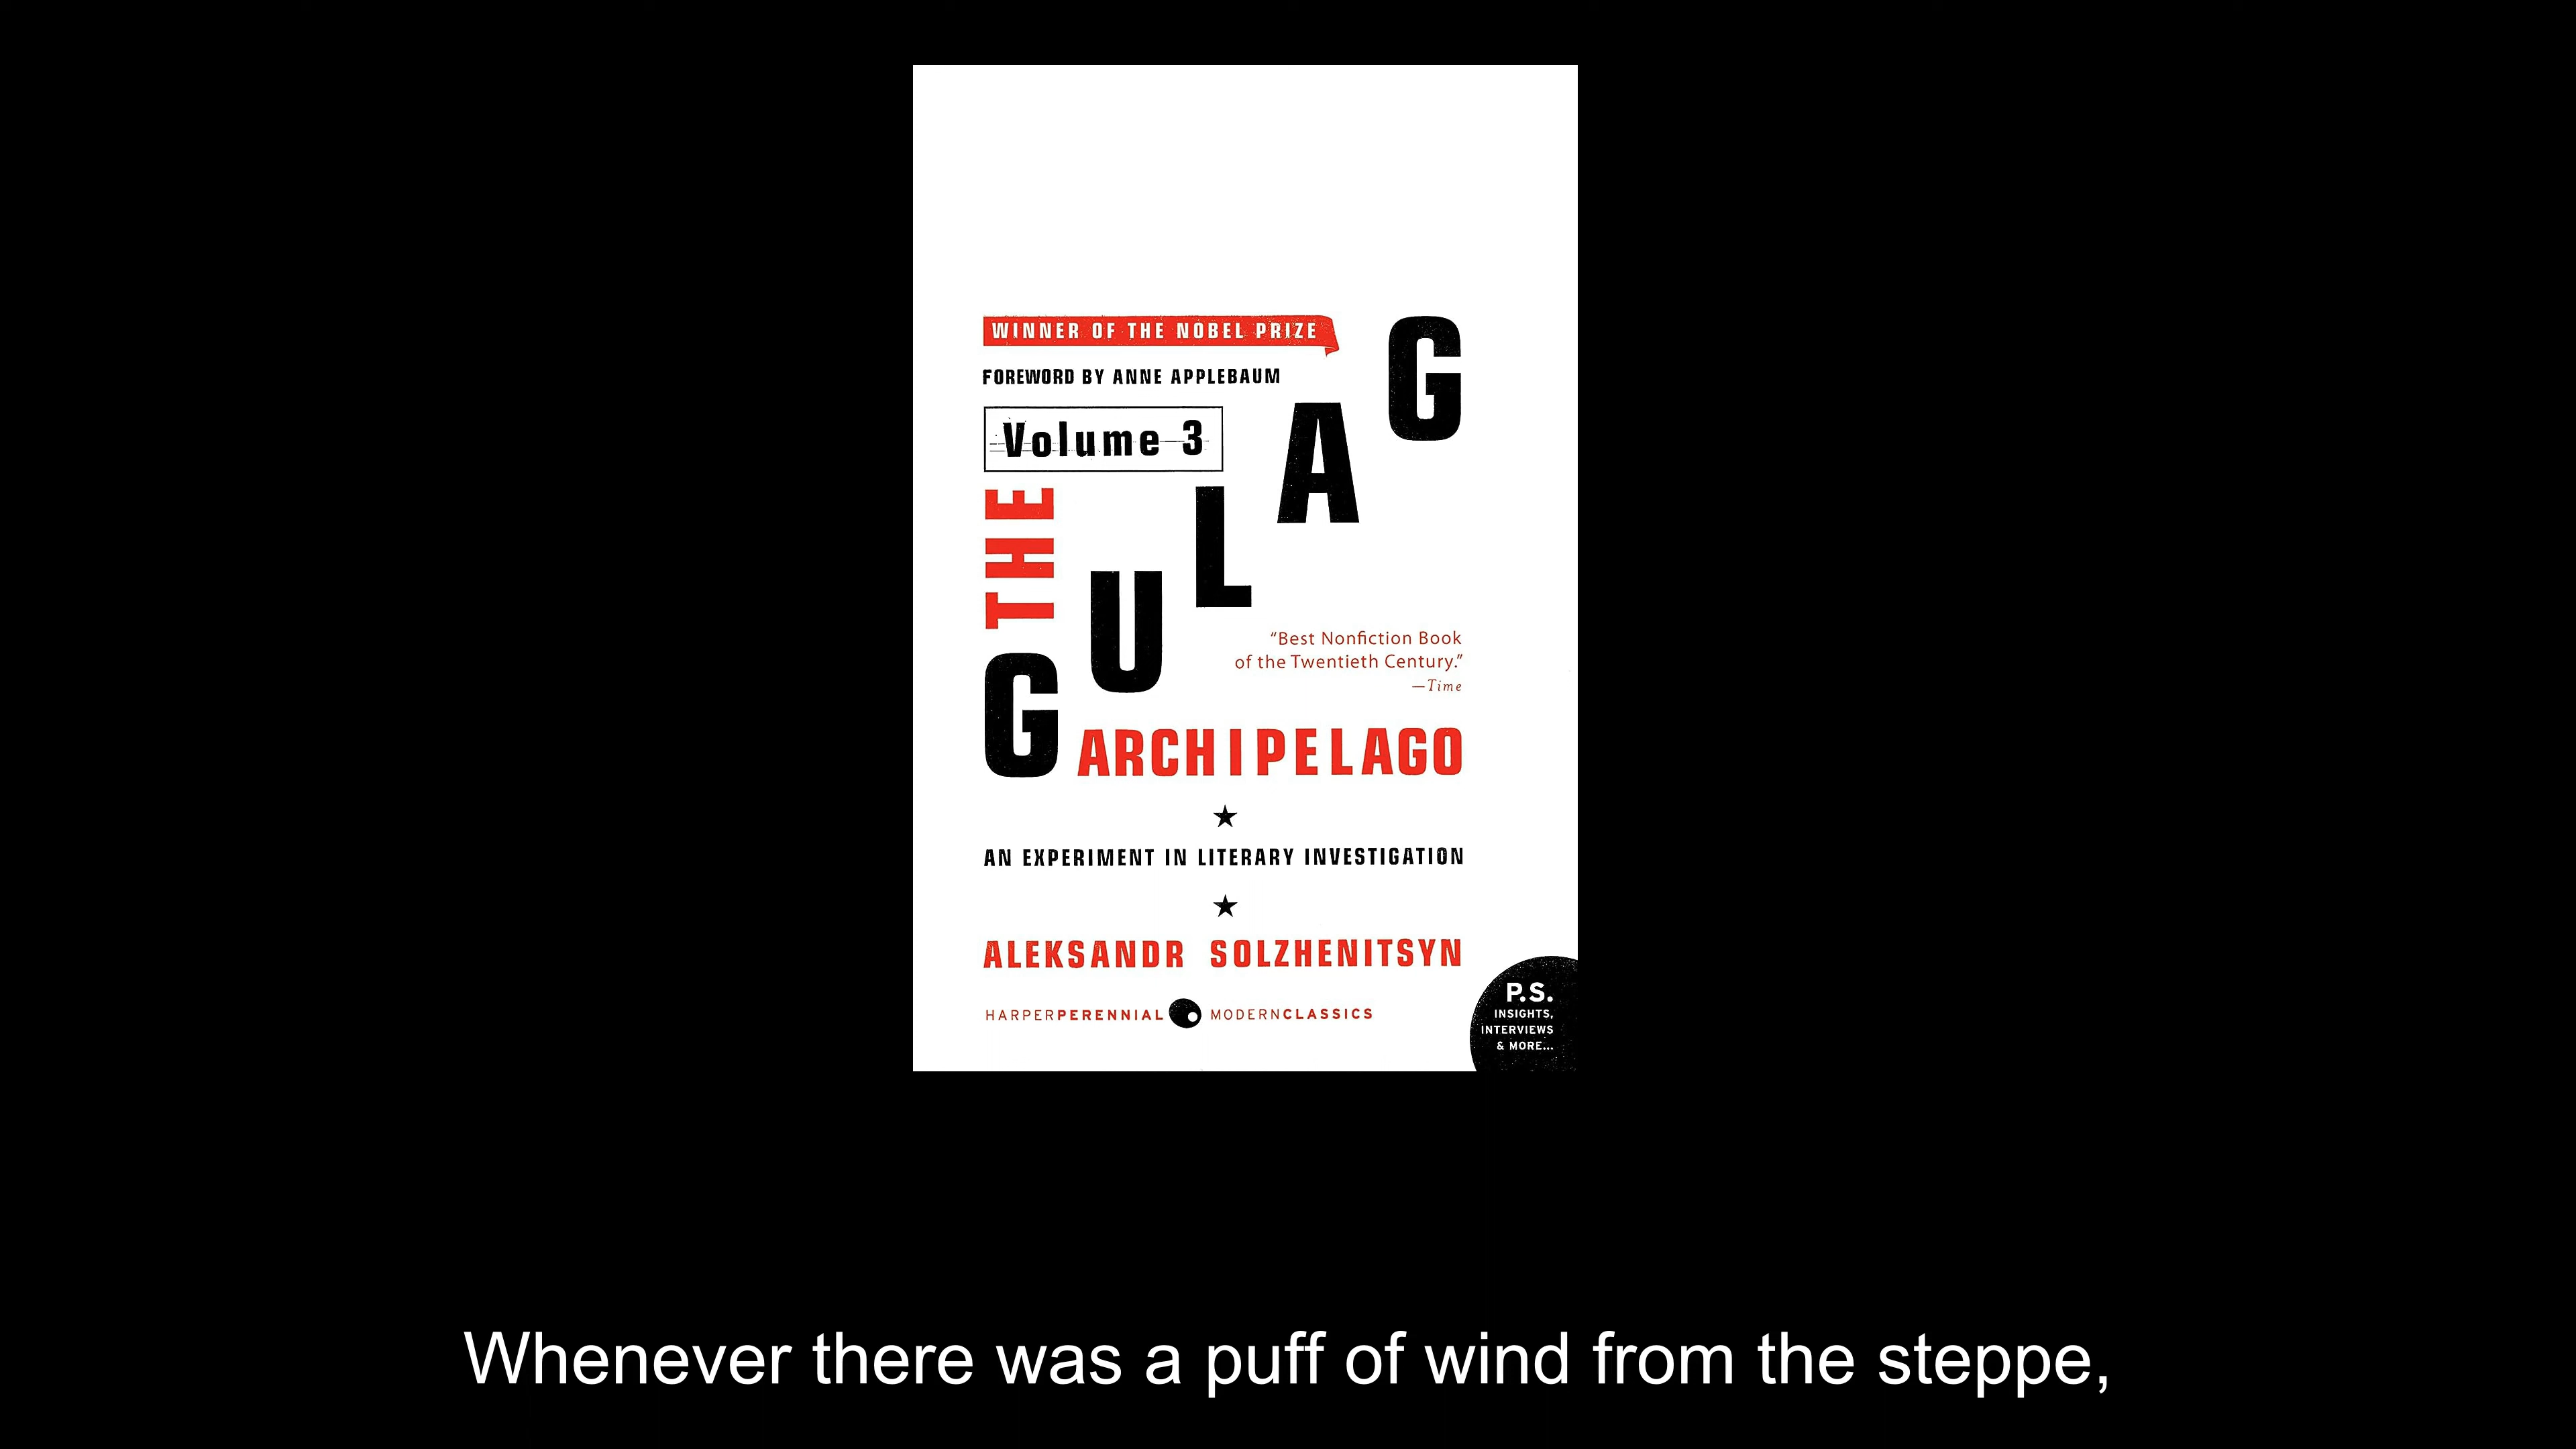 WINNER OF THE NOBEL PRIZE
FOREWORD BY ANNE APPLEBAUM
Volume 3
THE
GULAG
"Best Nonfiction Book
of the Twentieth Century."
—Time
ARCHIPELAGO
AN EXPERIMENT IN LITERARY INVESTIGATION
ALEKSANDR SOLZHENITSYN
HARPERPERENNIAL MODERNCLASSICS
P.S.
INSIGHTS,
INTERVIEWS
& MORE...
Whenever there was a puff of wind from the steppe,